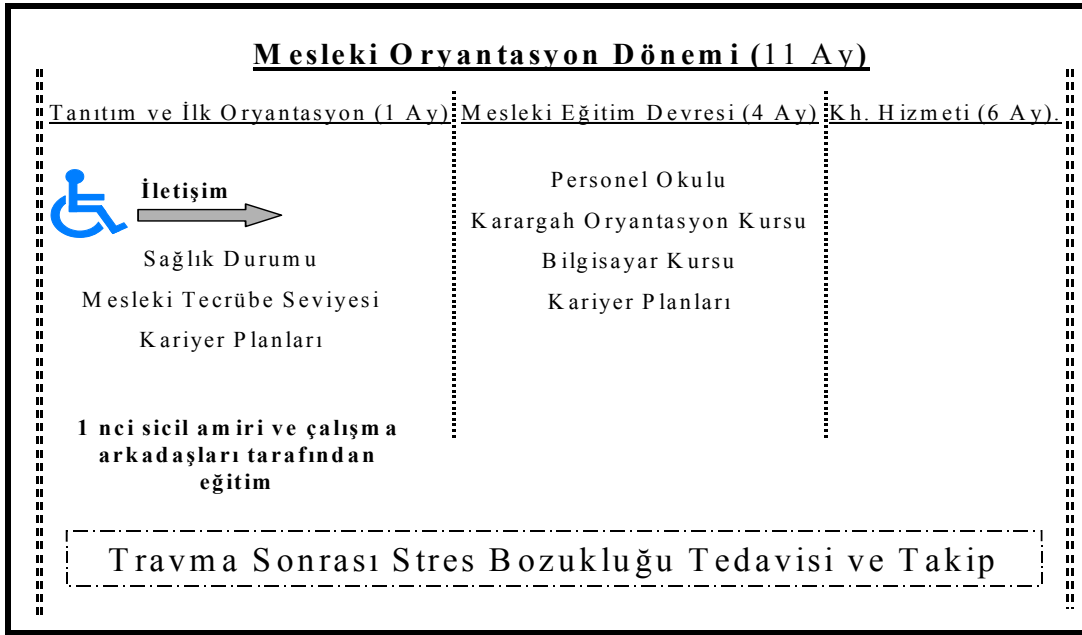 Mesleki Oryantasyon Dönemi (11 Ay)
Tanıtım ve İlk Oryantasyon (1 Ay)
İletişim
Sağlık Durumu
Mesleki Tecrübe Seviyesi
Kariyer Planları
1 nci sicil amiri ve çalışma
arkadaşları tarafından
eğitim
Mesleki Eğitim Devresi (4 Ay)
Personel Okulu
Karargah Oryantasyon Kursu
Bilgisayar Kursu
Kariyer Planları
Kh. Hizmeti (6 Ay).
Travma Sonrası Stres Bozukluğu Tedavisi ve Takip